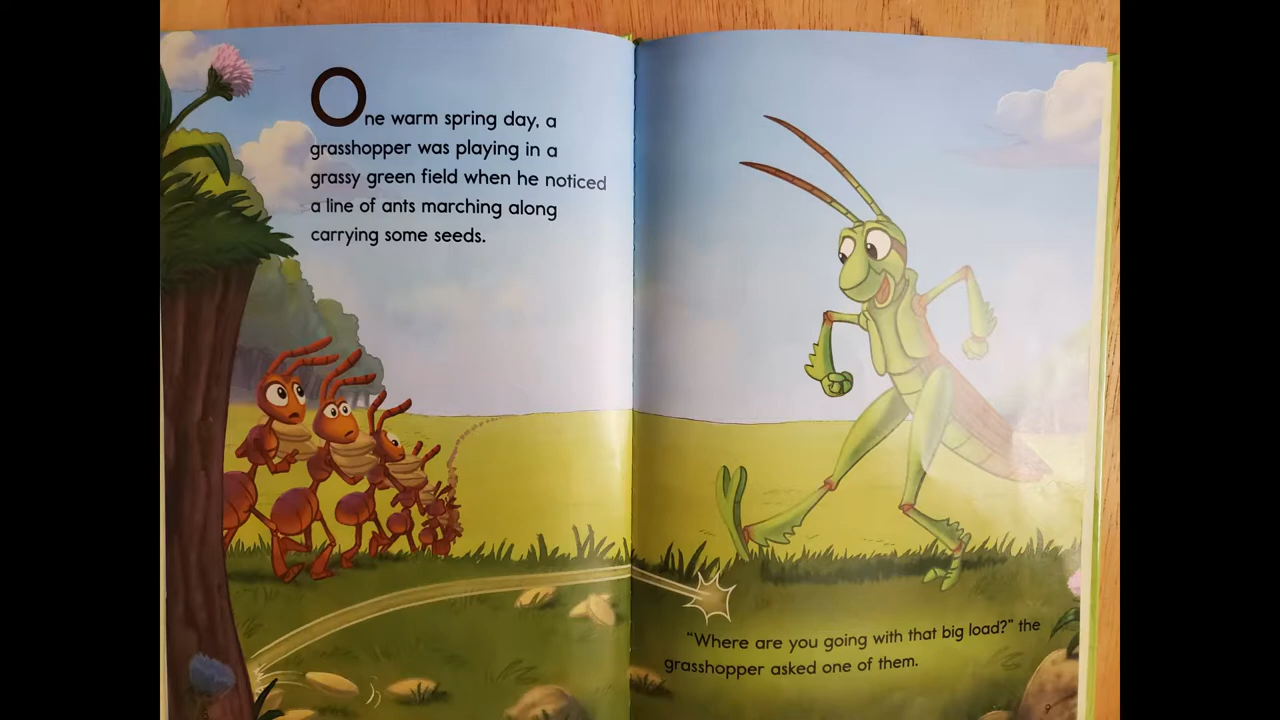 One warm spring day, a
grasshopper was playing in a
grassy green field when he noticed
a line of ants marching along
carrying some seeds.
"Where are you going with that big load?" the
grasshopper asked one of them.
9